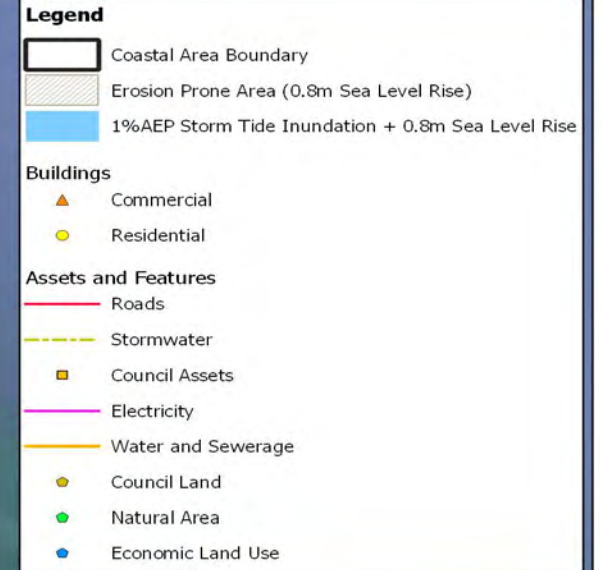 Legend
Coastal Area Boundary
Erosion Prone Area (0.8m Sea Level Rise)
1%AEP Storm Tide Inundation + 0.8m Sea Level Rise
Buildings
Commercial
Residential
Assets and Features
Roads
Stormwater
Council Assets
Electricity
Water and Sewerage
Council Land
Natural Area
Economic Land Use